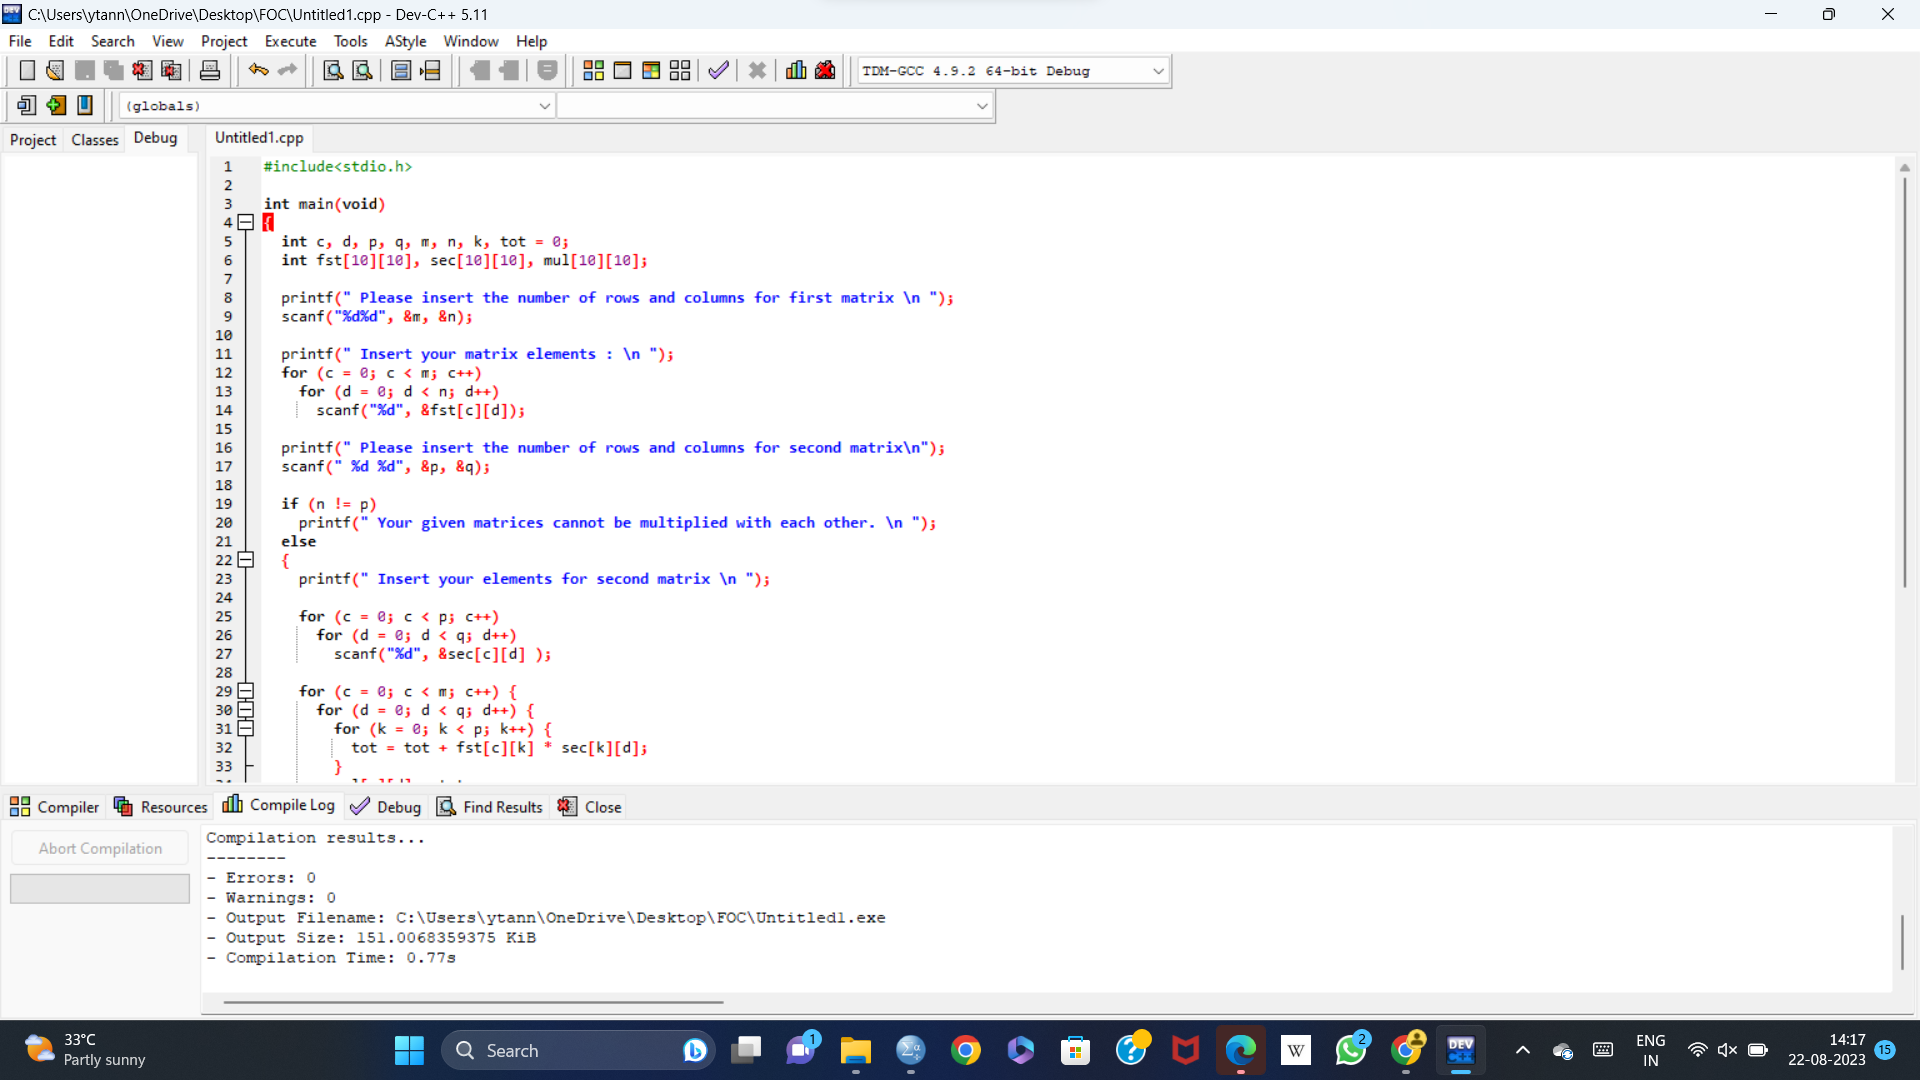 C:\Users\ytann\OneDrive\Desktop\FOC\Untitled1.cpp - Dev-C++ 5.11
File Edit Search View Project Execute Tools AStyle Window Help
TDM-GCC 4.9.2 64-bit Debug
(globals)
Project Classes Debug Untitled1.cpp
1 #include<stdio.h>
2
3 int main(void)
4 {
5 int c, d, p, q, m, n, k, tot = 0;
6 int fst[10][10], sec[10][10], mul[10][10];
7
8 printf(" Please insert the number of rows and columns for first matrix \n ");
9 scanf("%d%d", &m, &n);
10
11 printf(" Insert your matrix elements : \n ");
12 for (c = 0; c < m; c++)
13 for (d = 0; d < n; d++)
14 scanf("%d", &fst[c][d]);
15
16 printf(" Please insert the number of rows and columns for second matrix\n");
17 scanf(" %d %d", &p, &q);
18
19 if (n != p)
20 printf(" Your given matrices cannot be multiplied with each other. \n ");
21 else
22 {
23 printf(" Insert your elements for second matrix \n ");
24
25 for (c = 0; c < p; c++)
26 for (d = 0; d < q; d++)
27 scanf("%d", &sec[c][d] );
28
29 for (c = 0; c < m; c++) {
30 for (d = 0; d < q; d++) {
31 for (k = 0; k < p; k++) {
32 tot = tot + fst[c][k] * sec[k][d];
33 }
Compiler Resources Compile Log Debug Find Results Close
Abort Compilation
Compilation results...
--------
- Errors: 0
- Warnings: 0
- Output Filename: C:\Users\ytann\OneDrive\Desktop\FOC\Untitled1.exe
- Output Size: 151.0068359375 KiB
- Compilation Time: 0.77s
33°C
Partly sunny
Search
1
W
2
DEV
C++
ENG
IN
14:17
22-08-2023
15